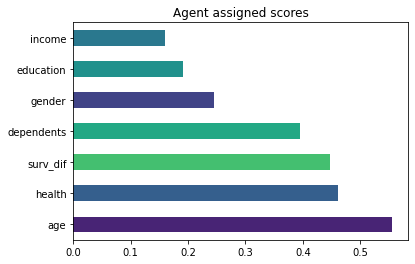 Agent assigned scores
income
education
gender
dependents
surv_dif
health
age
0.0 0.1 0.2 0.3 0.4 0.5